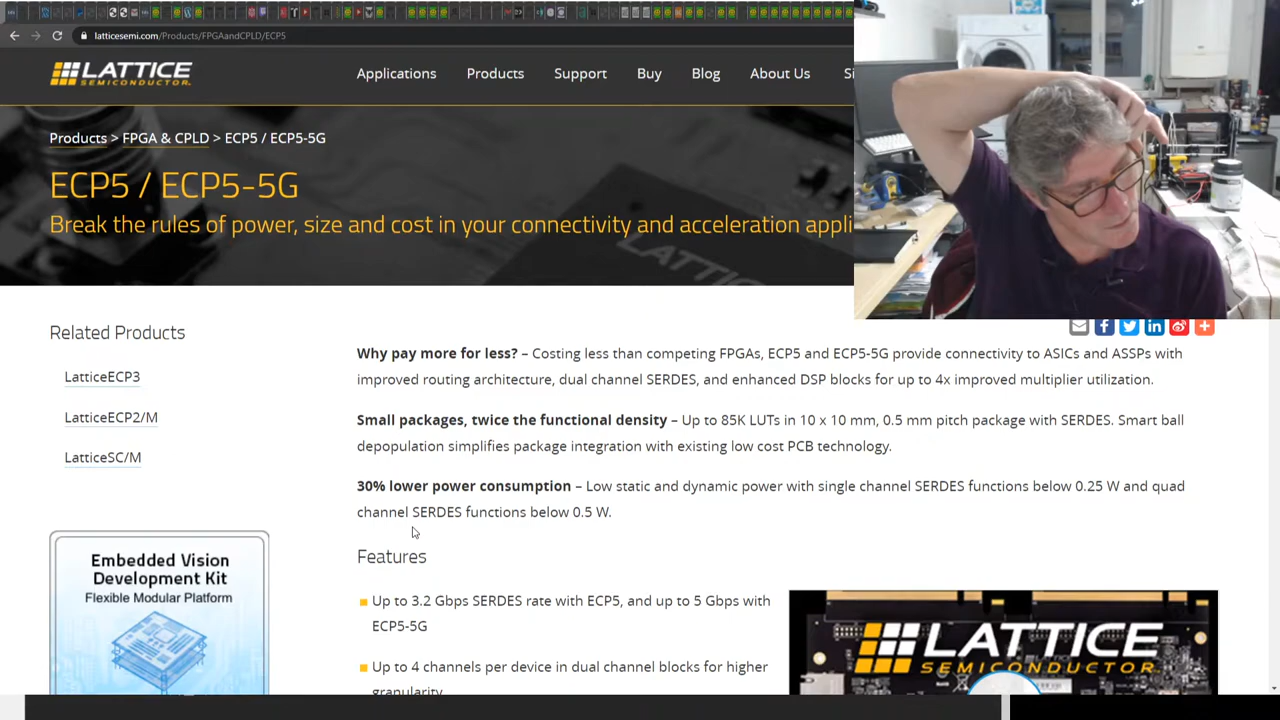 latticesemi.com/Products/FPGAandCPLD/ECP5
LATTICE
SEMICONDUCTOR
Applications
Products
Support
Buy
Blog
About Us
Si
Products > FPGA & CPLD > ECP5 / ECP5-5G
ECP5 / ECP5-5G
Break the rules of power, size and cost in your connectivity and acceleration appli
LATTICE
Related Products
LatticeECP3
LatticeECP2/M
LatticeSC/M
Embedded Vision
Development Kit
Flexible Modular Platform
Why pay more for less? – Costing less than competing FPGAs, ECP5 and ECP5-5G provide connectivity to ASICs and ASSPs with
improved routing architecture, dual channel SERDES, and enhanced DSP blocks for up to 4x improved multiplier utilization.
Small packages, twice the functional density – Up to 85K LUTs in 10 x 10 mm, 0.5 mm pitch package with SERDES. Smart ball
depopulation simplifies package integration with existing low cost PCB technology.
30% lower power consumption – Low static and dynamic power with single channel SERDES functions below 0.25 W and quad
channel SERDES functions below 0.5 W.
Features
Up to 3.2 Gbps SERDES rate with ECP5, and up to 5 Gbps with
ECP5-5G
Up to 4 channels per device in dual channel blocks for higher
granularity
LATTICE
SEMICONDUCTOR